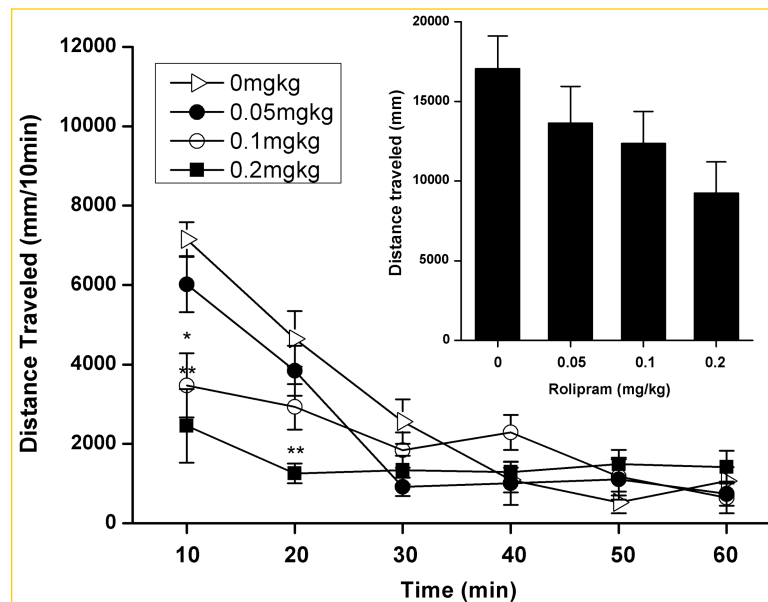 12000
10000
8000
6000
4000
2000
0
Distance Traveled (mm/10min)
0mgkg
0.05mgkg
0.1mgkg
0.2mgkg
*
**
**
10 20 30 40 50 60
Time (min)
20000
15000
10000
5000
0
Distance traveled (mm)
0 0.05 0.1 0.2
Rolipram (mg/kg)